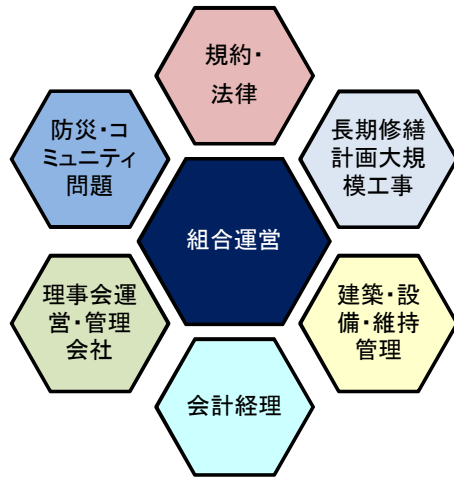 規約・
法律
防災・コ
ミュニティ
問題
長期修繕
計画大規
模工事
組合運営
理事会運
営・管理
会社
建築・設
備・維持
管理
会計経理